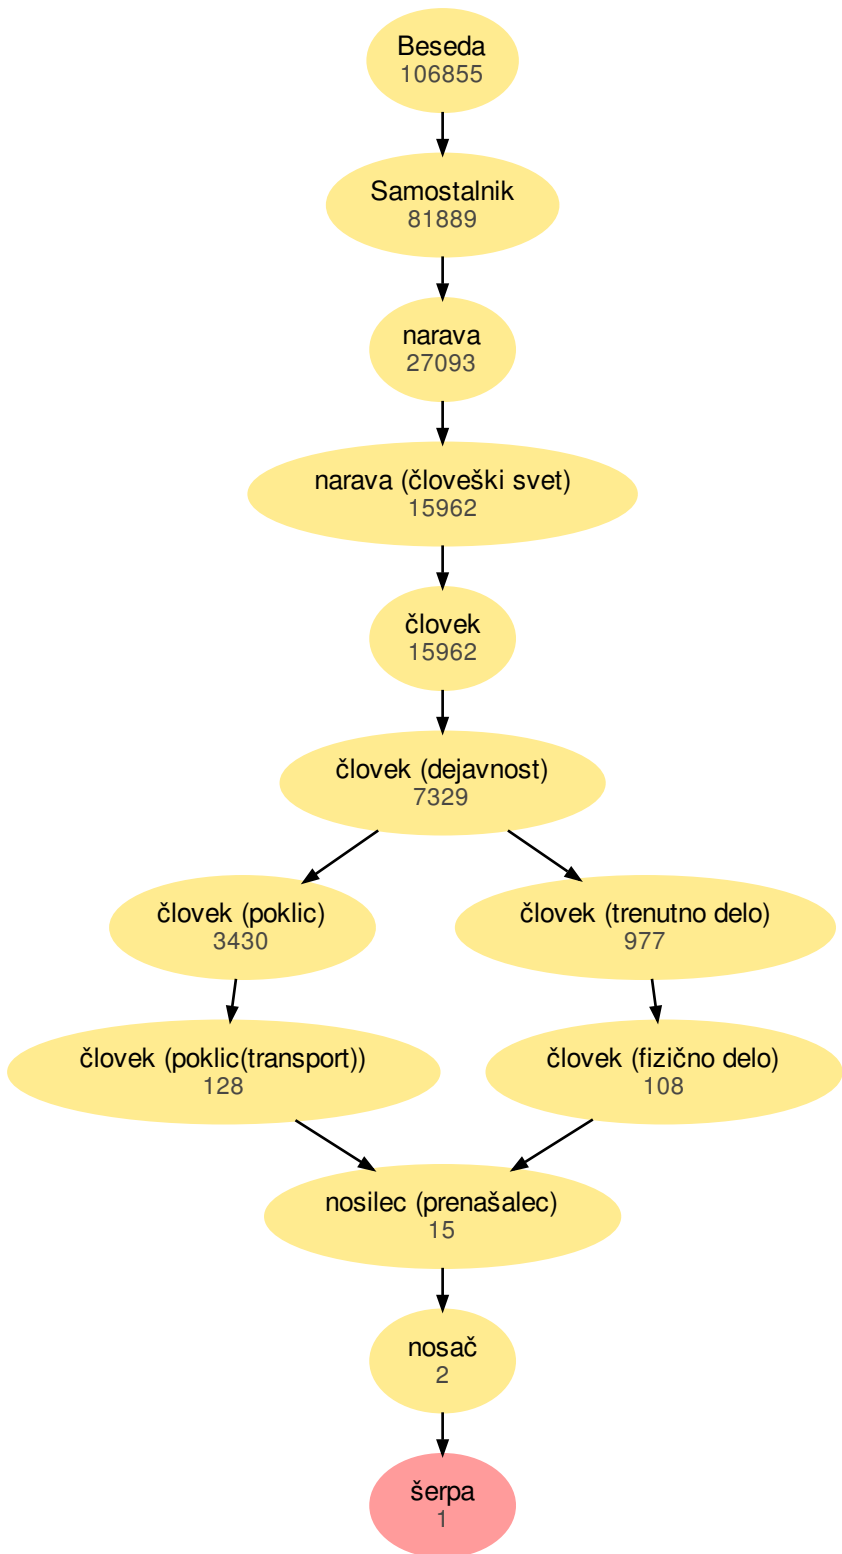 Beseda
106855
Samostalnik
81889
narava
27093
narava (človeški svet)
15962
človek
15962
človek (dejavnost)
7329
človek (poklic)
3430
človek (trenutno delo)
977
človek (poklic(transport))
128
človek (fizično delo)
108
nosilec (prenašalec)
15
nosač
2
šerpa
1